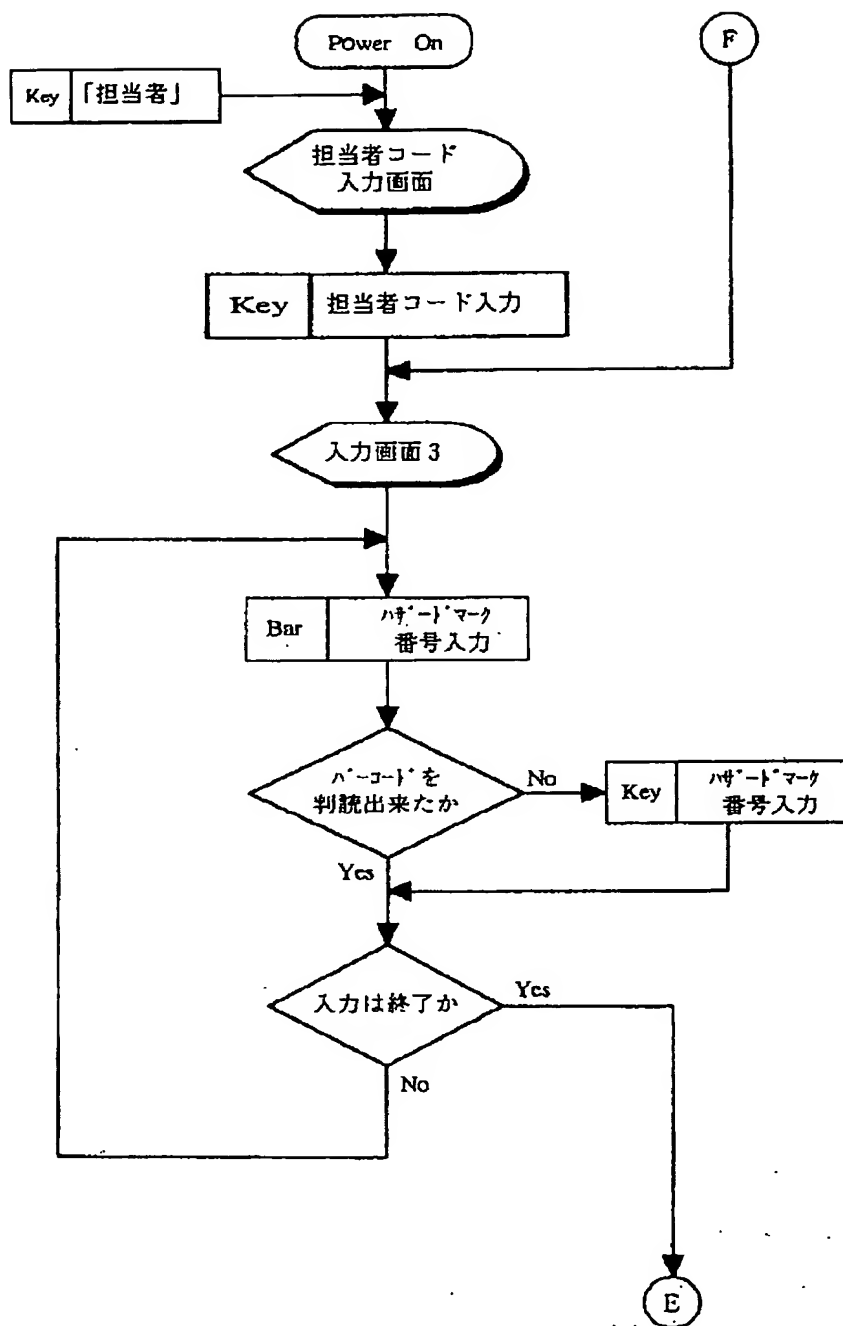 Power On
F
Key 「担当者」
担当者コード
入力画面
Key 担当者コード入力
入力画面3
Bar ﾊｻﾞｰﾄﾞﾏｰｸ
番号入力
ﾊﾞｰｺｰﾄﾞを
判読出来たか
No
Key ﾊｻﾞｰﾄﾞﾏｰｸ
番号入力
Yes
入力は終了か
Yes
No
E